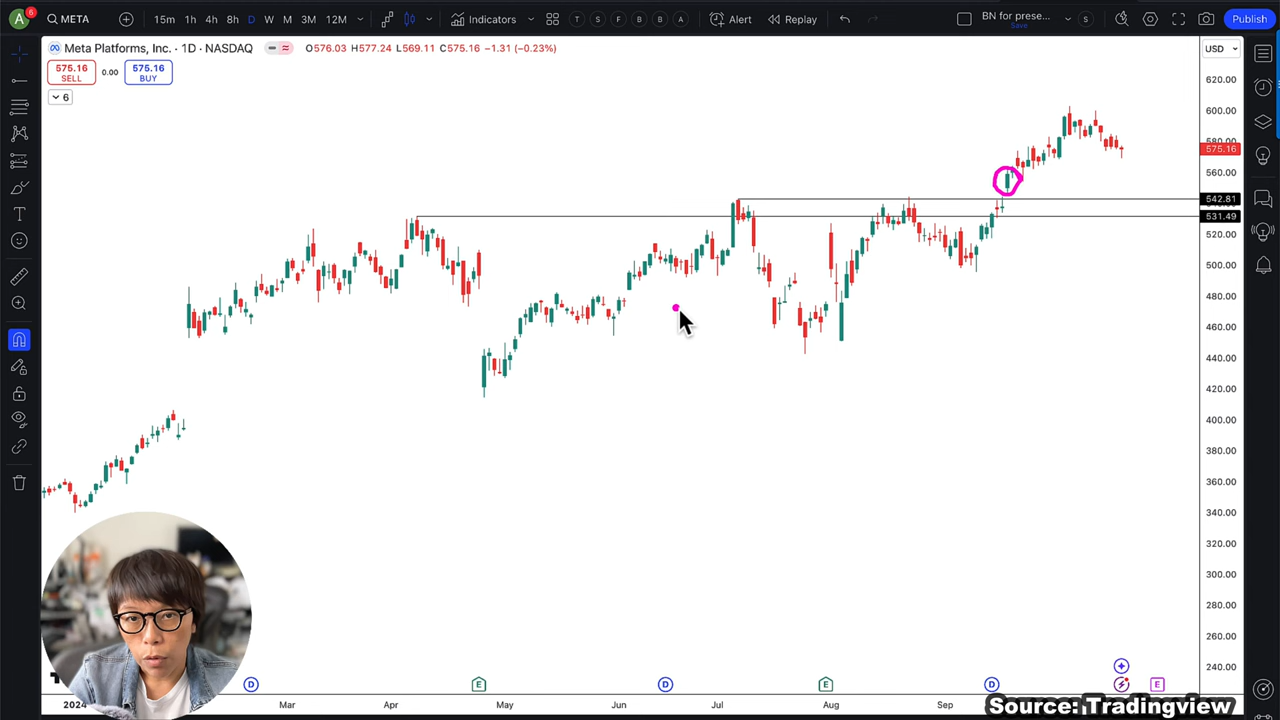 A 6 META 15m 1h 4h 8h D W M 3M 12M Indicators T S F B B A Alert Replay BN for prese... S Publish
Save
Meta Platforms, Inc. · 1D · NASDAQ O576.03 H577.24 L569.11 C575.16 −1.31 (−0.23%) USD
575.16 0.00 575.16
SELL BUY
6
620.00
600.00
580.00
575.16
560.00
542.81
531.49
520.00
500.00
480.00
460.00
440.00
420.00
400.00
380.00
360.00
340.00
320.00
300.00
280.00
260.00
240.00
D E D E D E
2024 Mar Apr May Jun Jul Aug Sep
Source: Tradingview